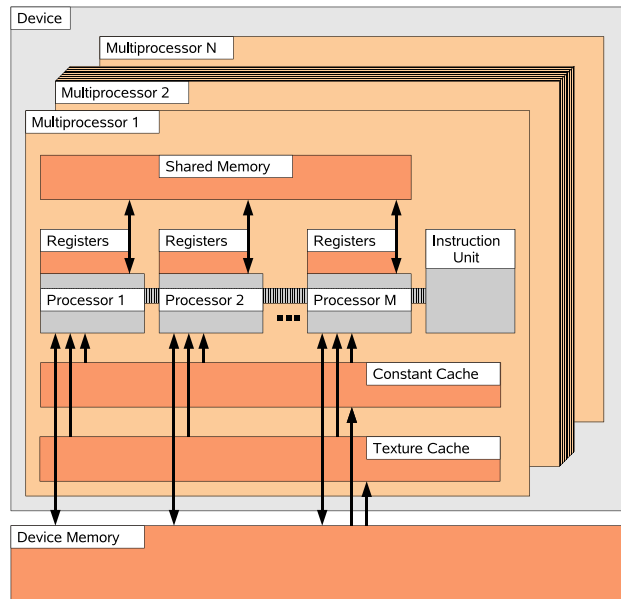 Device
Multiprocessor N
Multiprocessor 2
Multiprocessor 1
Shared Memory
Registers
Registers
Registers
Instruction
Unit
Processor 1
Processor 2
Processor M
Constant Cache
Texture Cache
Device Memory